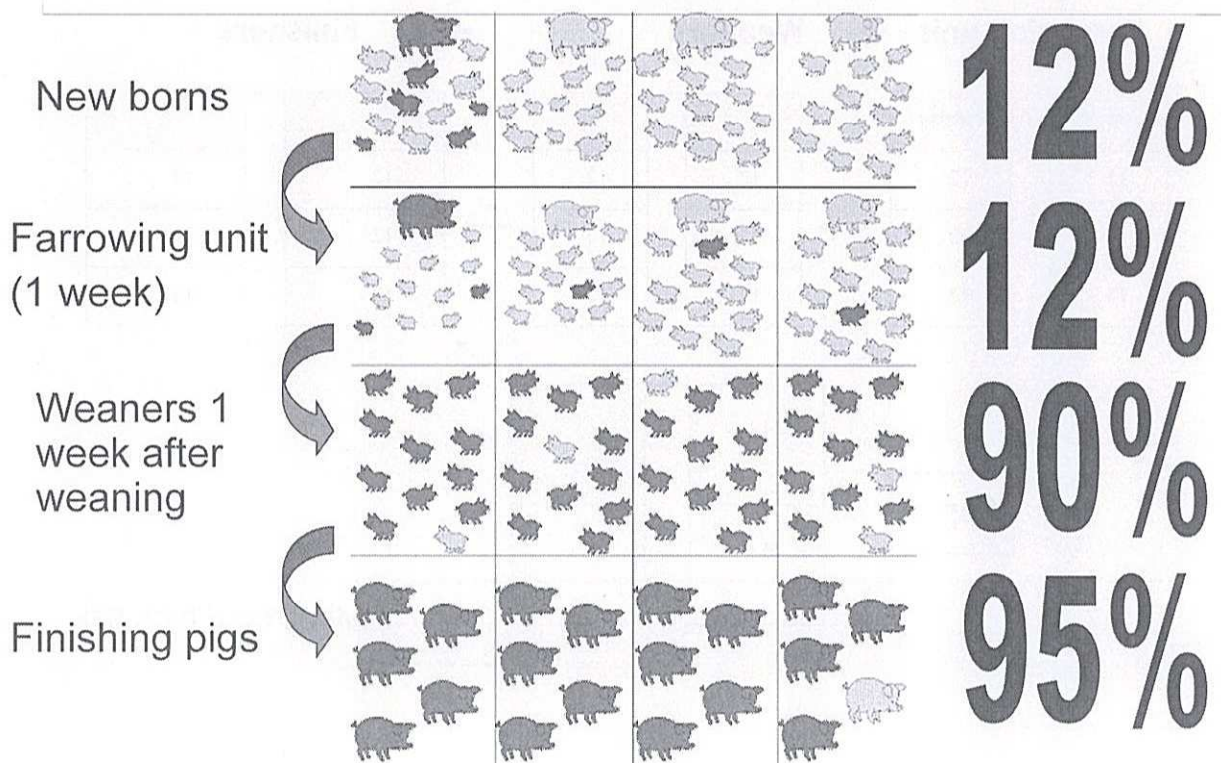 New borns
12%
Farrowing unit
(1 week)
12%
Weaners 1
week after
weaning
90%
Finishing pigs
95%